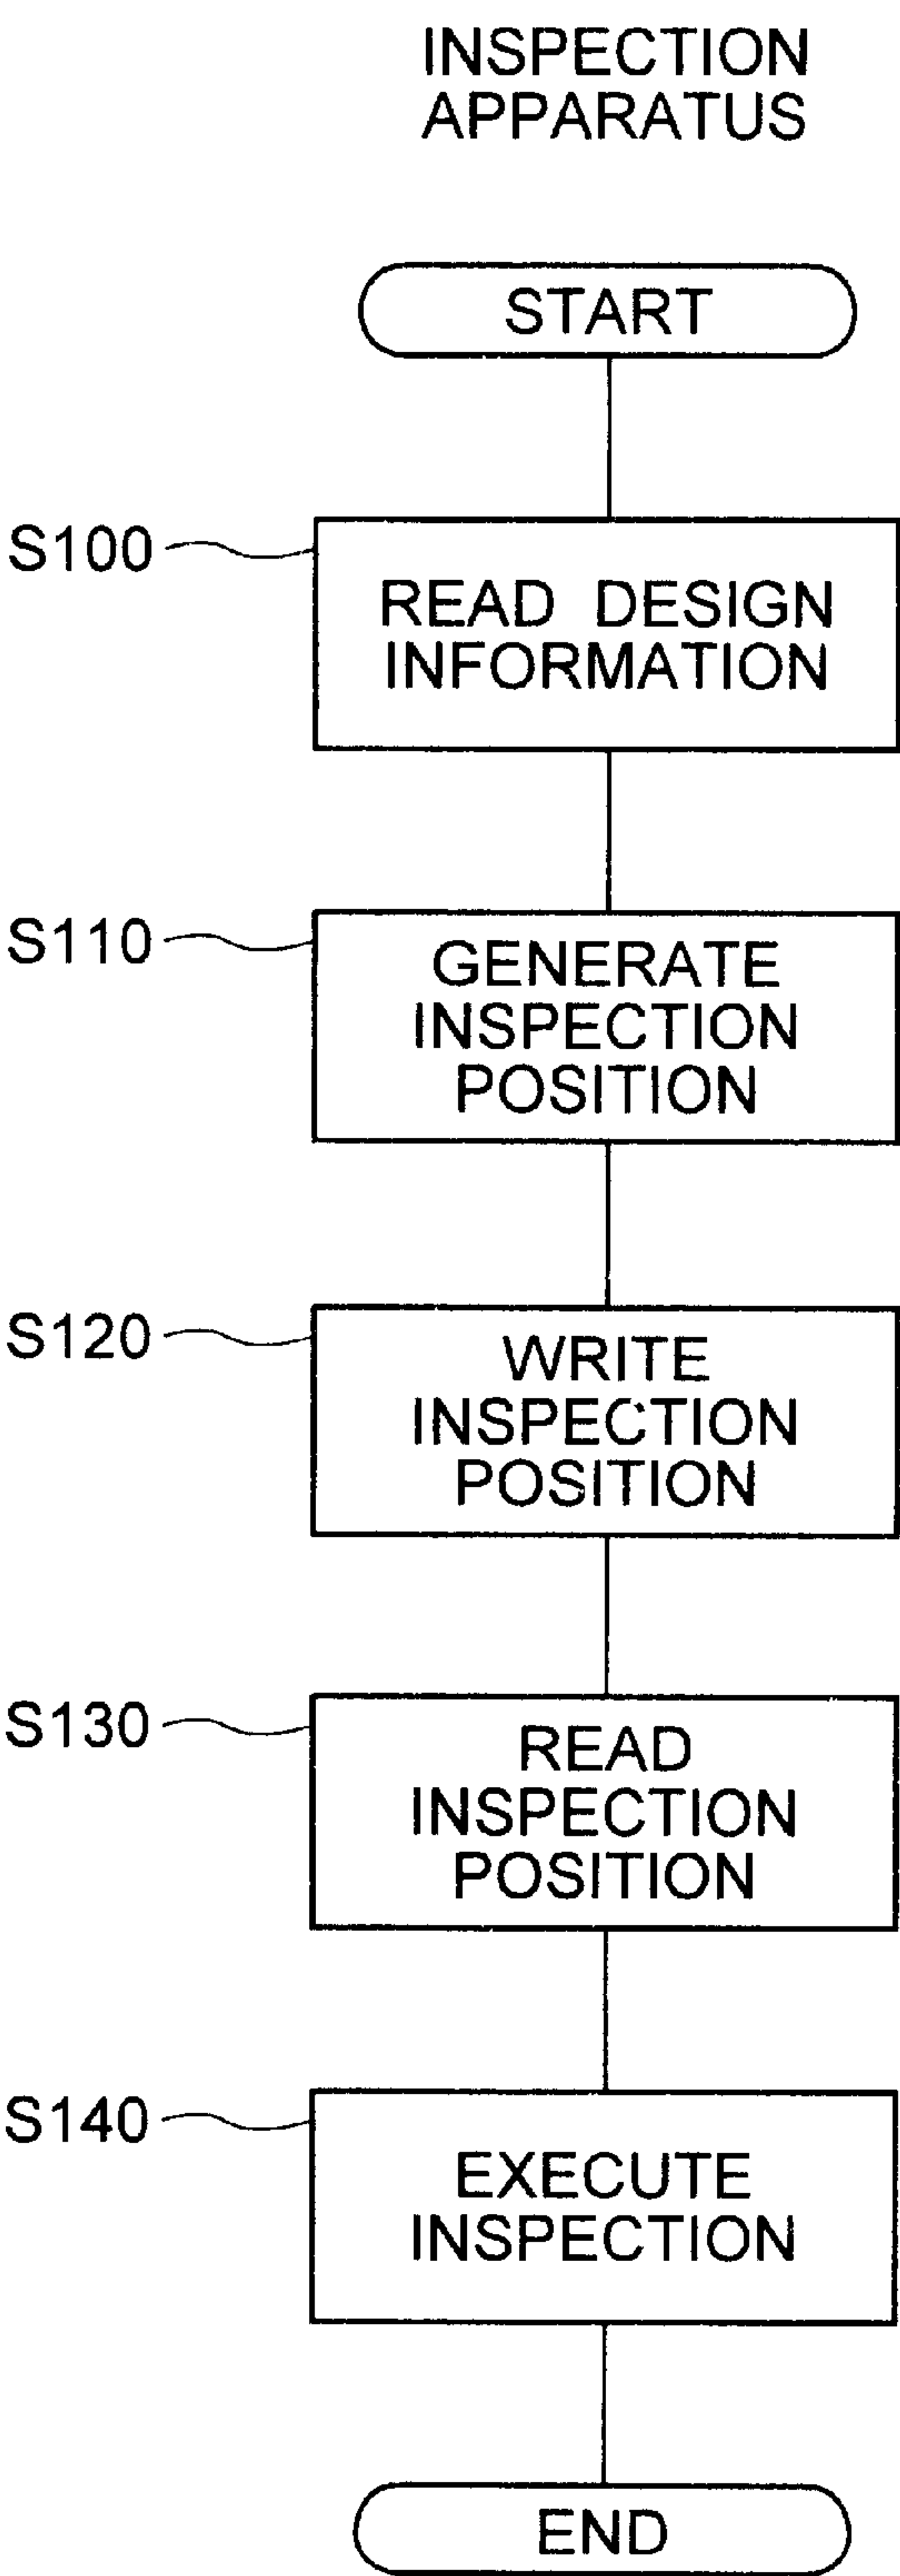 INSPECTION
APPARATUS
START
S100
READ DESIGN
INFORMATION
S110
GENERATE
INSPECTION
POSITION
S120
WRITE
INSPECTION
POSITION
S130
READ
INSPECTION
POSITION
S140
EXECUTE
INSPECTION
END